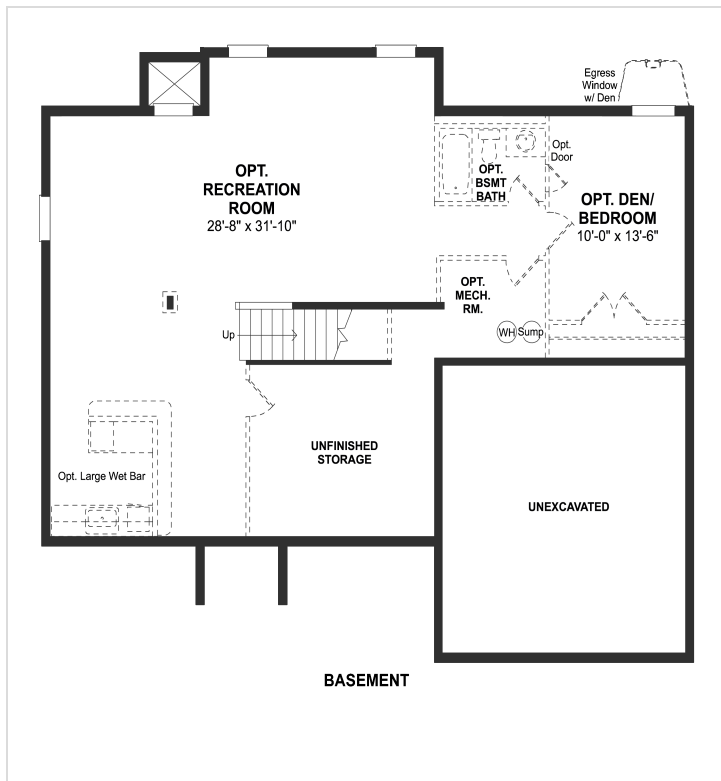 Egress
Window
w/ Den
Opt.
Door
OPT.
RECREATION
ROOM
28'-8" x 31'-10"
OPT.
BSMT
BATH
OPT. DEN/
BEDROOM
10'-0" x 13'-6"
OPT.
MECH.
RM.
Up
WH
Sump
UNFINISHED
STORAGE
Opt. Large Wet Bar
UNEXCAVATED
BASEMENT